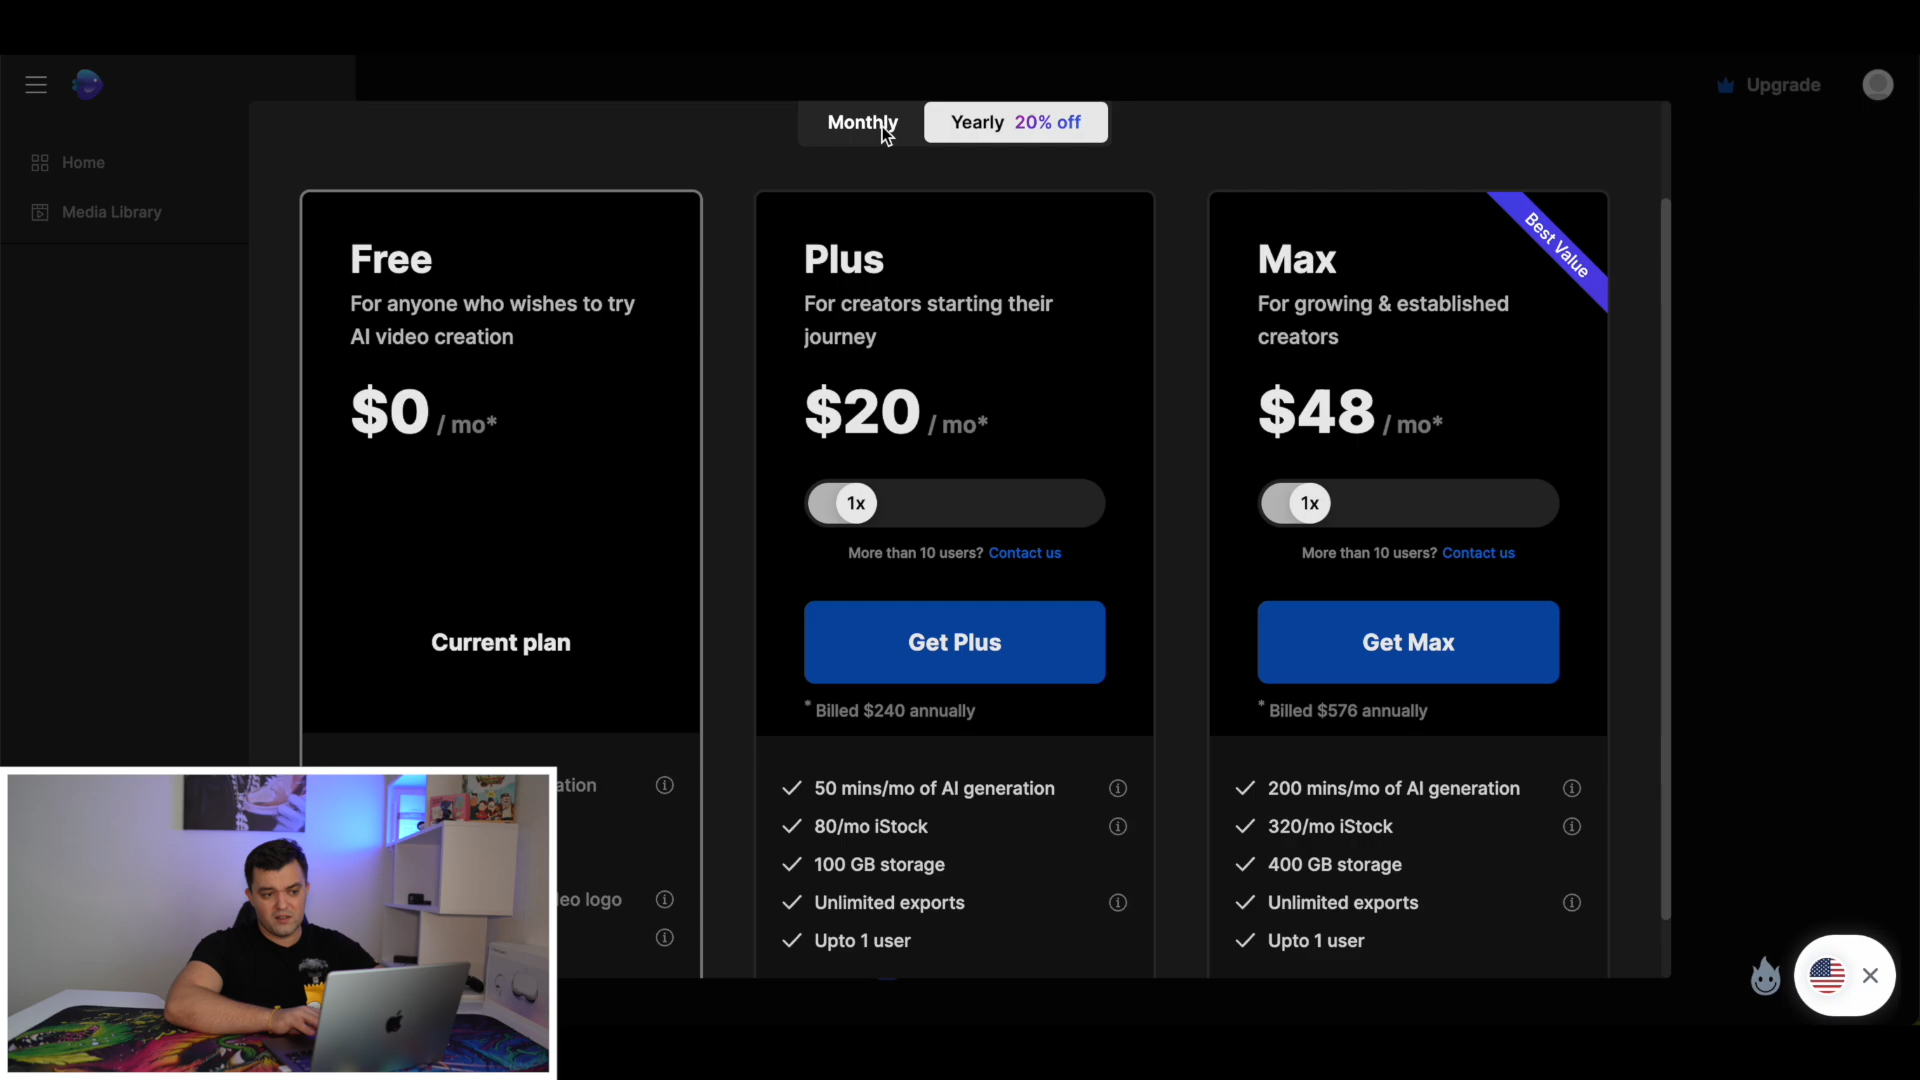 Upgrade
Monthly
Yearly 20% off
Home
Media Library
Free
For anyone who wishes to try
AI video creation
$0 / mo*
Current plan
Plus
For creators starting their
journey
$20 / mo*
1x
More than 10 users? Contact us
Get Plus
* Billed $240 annually
50 mins/mo of AI generation
80/mo iStock
100 GB storage
Unlimited exports
Upto 1 user
Best Value
Max
For growing & established
creators
$48 / mo*
1x
More than 10 users? Contact us
Get Max
* Billed $576 annually
200 mins/mo of AI generation
320/mo iStock
400 GB storage
Unlimited exports
Upto 1 user
logo